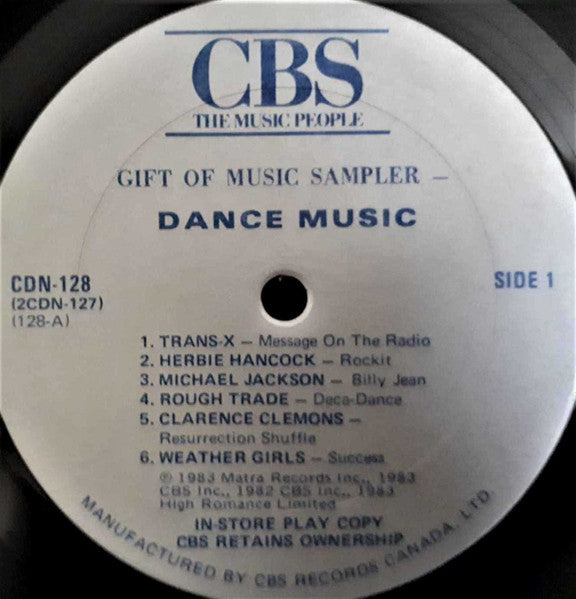 CBS
THE MUSIC PEOPLE
GIFT OF MUSIC SAMPLER –
DANCE MUSIC
CDN-128
(2CDN-127)
(128-A)
SIDE 1
1. TRANS-X – Message On The Radio
2. HERBIE HANCOCK – Rockit
3. MICHAEL JACKSON – Billy Jean
4. ROUGH TRADE – Deca-Dance
5. CLARENCE CLEMONS –
Resurrection Shuffle
6. WEATHER GIRLS – Success
℗ 1983 Matra Records Inc., 1983
CBS Inc., 1982 CBS Inc., 1983
High Romance Limited
IN-STORE PLAY COPY
CBS RETAINS OWNERSHIP
MANUFACTURED BY CBS RECORDS CANADA, LTD.